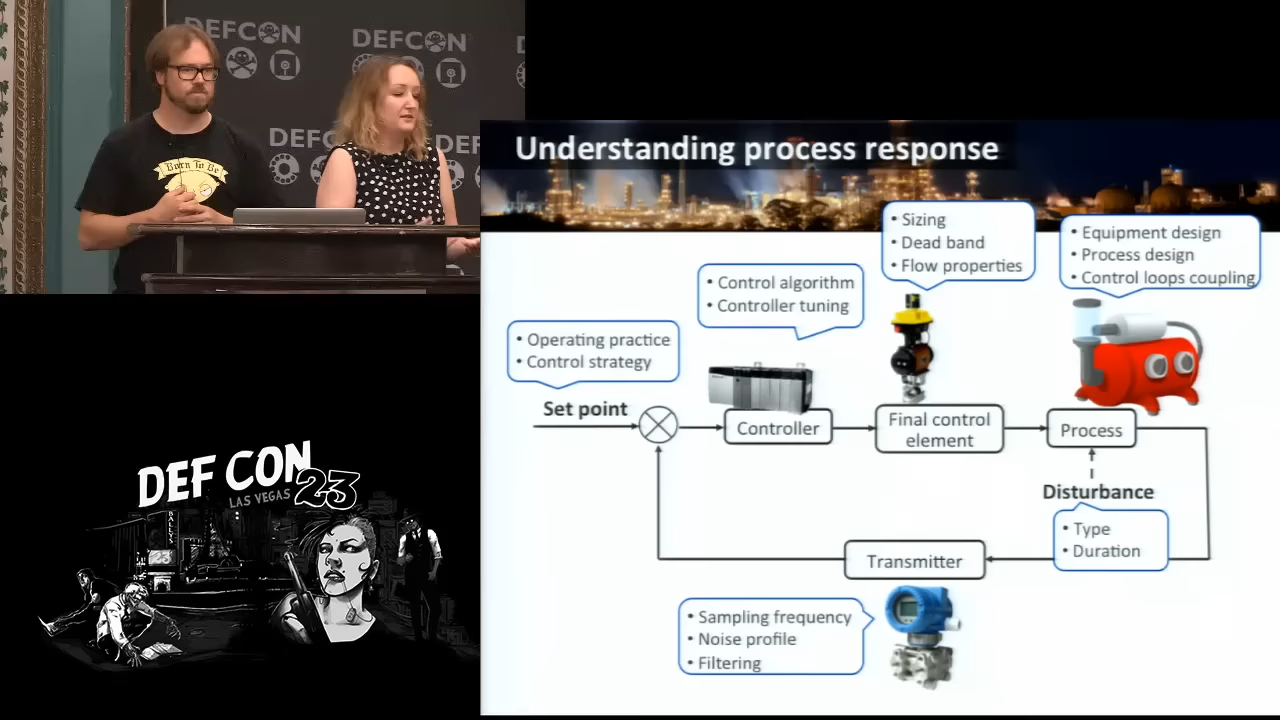 DEFCON
DEFCON
Born To Be
Understanding process response
• Sizing
• Dead band
• Flow properties
• Equipment design
• Process design
• Control loops coupling
• Control algorithm
• Controller tuning
• Operating practice
• Control strategy
Set point
Controller
Final control
element
Process
Disturbance
• Type
• Duration
Transmitter
• Sampling frequency
• Noise profile
• Filtering
DEF CON
LAS VEGAS 23
BALLYS